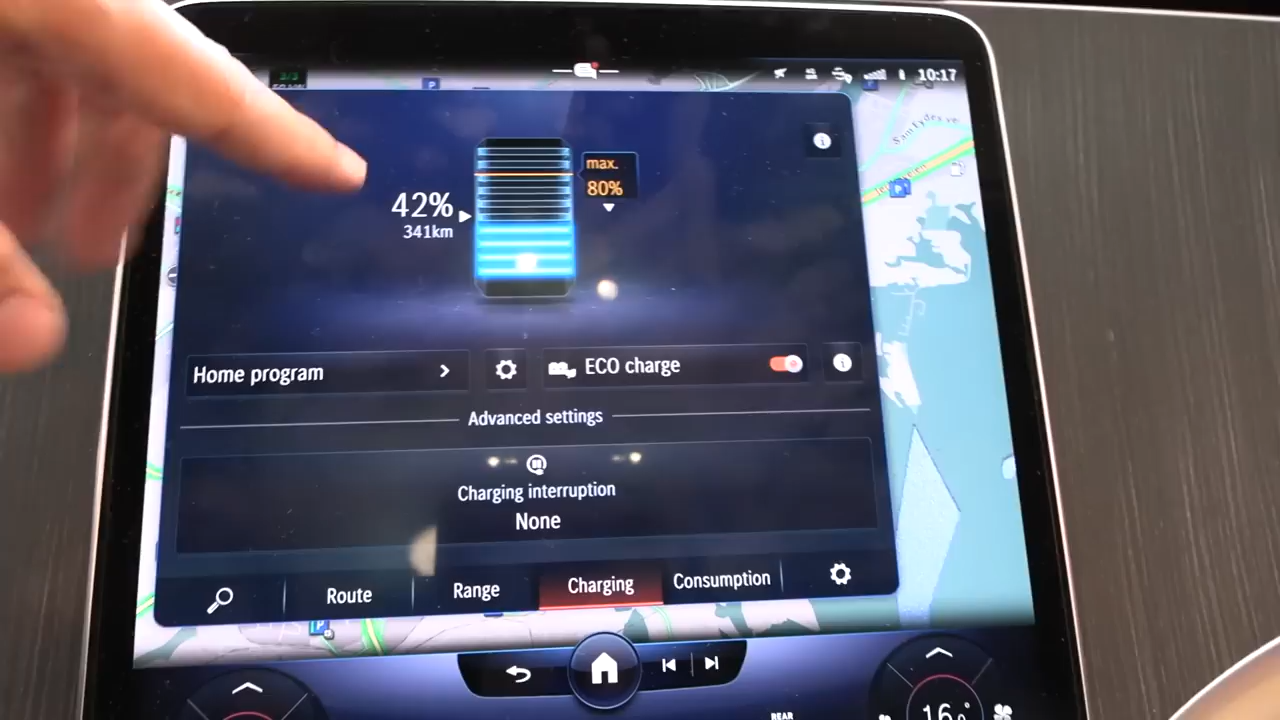 10:17
P
max.
80%
42%
341km
P
Home program
ECO charge
Advanced settings
Charging interruption
None
Route
Range
Charging
Consumption
P
REAR